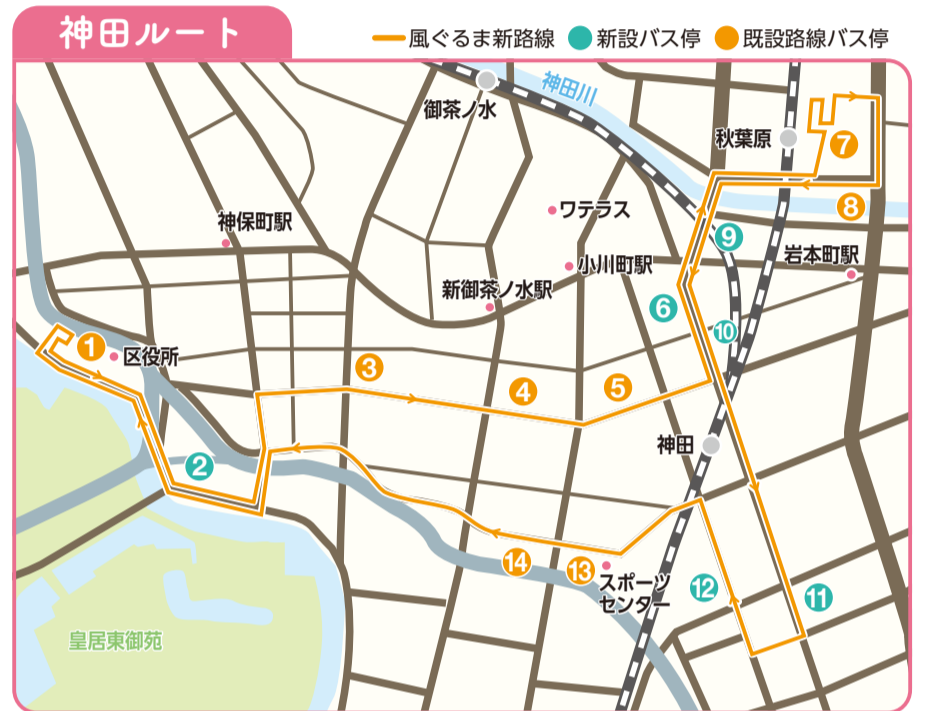 神田ルート
風ぐるま新路線 新設バス停 既設路線バス停
御茶ノ水
神田川
秋葉原
7
ワテラス
8
神保町駅
9
小川町駅
岩本町駅
新御茶ノ水駅
6
10
1
区役所
3
4
5
神田
2
14
13
スポーツ
センター
12
11
皇居東御苑